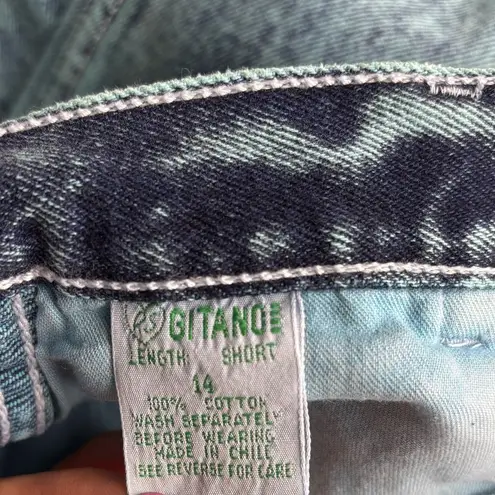 GITANO
LENGTH: SHORT
14
100% COTTON
WASH SEPARATELY
BEFORE WEARING
MADE IN CHILE
SEE REVERSE FOR CARE